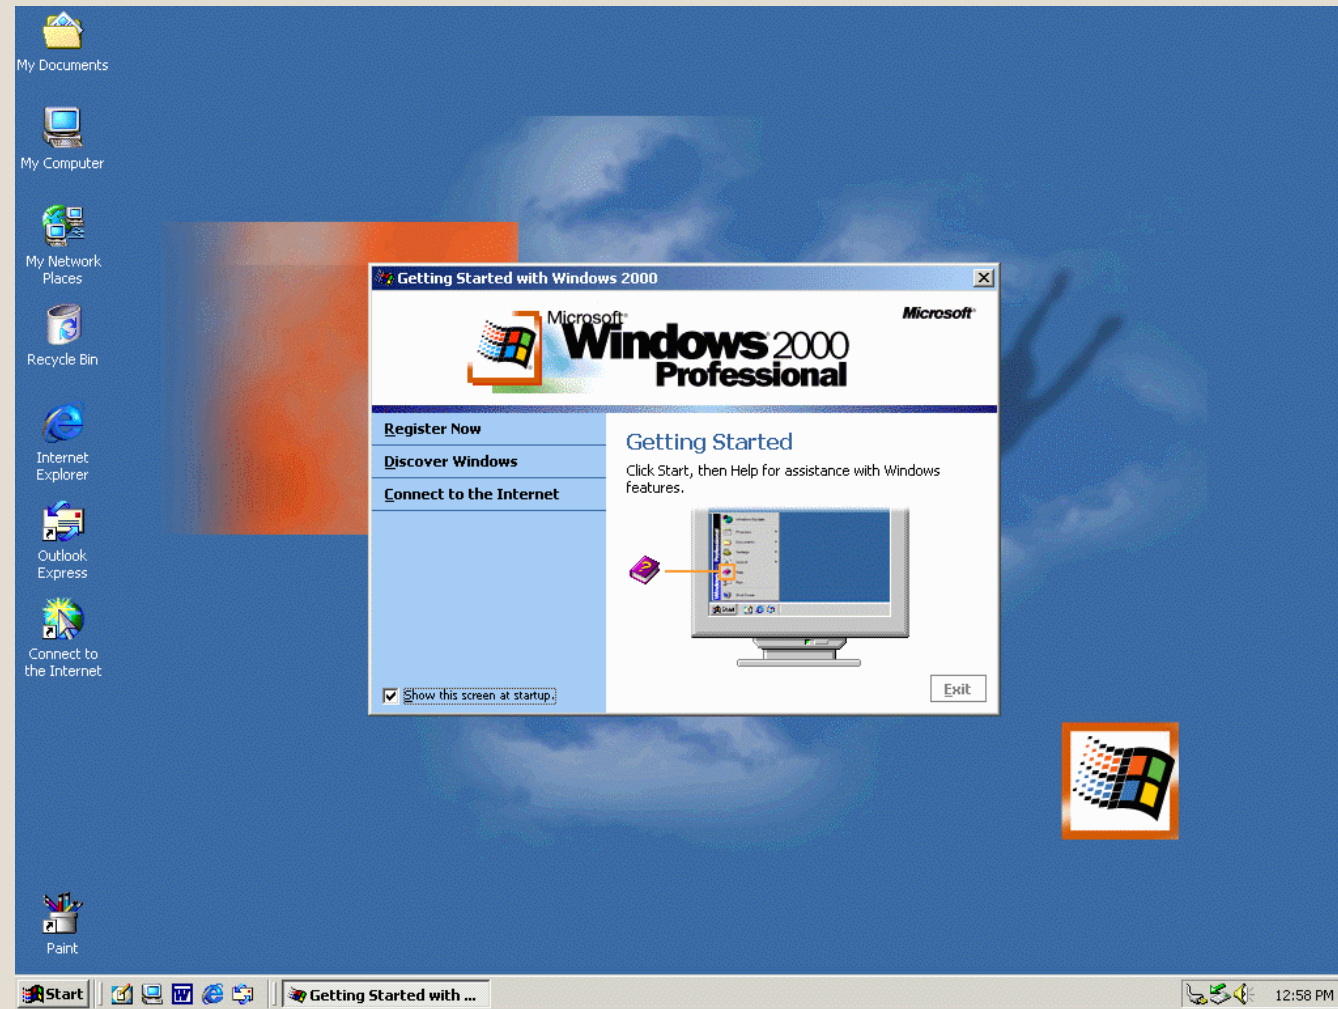 My Documents
My Computer
My Network
Places
Recycle Bin
Internet
Explorer
Outlook
Express
Connect to
the Internet
Paint
Getting Started with Windows 2000
Microsoft
Windows 2000
Professional
Microsoft
Register Now
Discover Windows
Connect to the Internet
Show this screen at startup.
Getting Started
Click Start, then Help for assistance with Windows
features.
Exit
Start
Getting Started with ...
12:58 PM